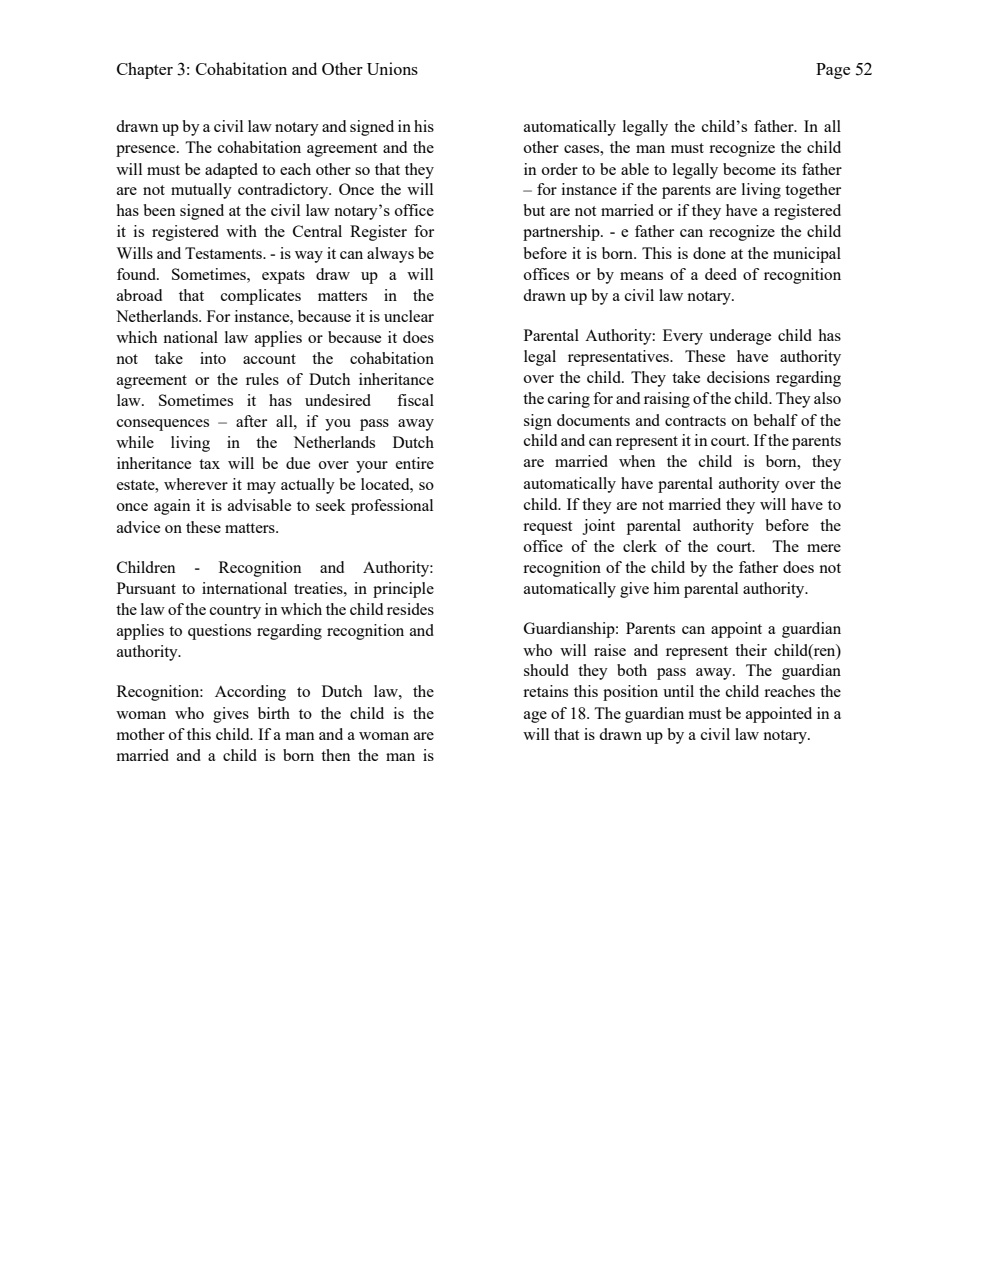 Chapter 3: Cohabitation and Other Unions
Page 52
drawn up by a civil law notary and signed in his
presence. The cohabitation agreement and the
will must be adapted to each other so that they
are not mutually contradictory. Once the will
has been signed at the civil law notary’s office
it is registered with the Central Register for
Wills and Testaments. - is way it can always be
found. Sometimes, expats draw up a will
abroad that complicates matters in the
Netherlands. For instance, because it is unclear
which national law applies or because it does
not take into account the cohabitation
agreement or the rules of Dutch inheritance
law. Sometimes it has undesired fiscal
consequences – after all, if you pass away
while living in the Netherlands Dutch
inheritance tax will be due over your entire
estate, wherever it may actually be located, so
once again it is advisable to seek professional
advice on these matters.
Children - Recognition and Authority:
Pursuant to international treaties, in principle
the law of the country in which the child resides
applies to questions regarding recognition and
authority.
Recognition: According to Dutch law, the
woman who gives birth to the child is the
mother of this child. If a man and a woman are
married and a child is born then the man is
automatically legally the child’s father. In all
other cases, the man must recognize the child
in order to be able to legally become its father
– for instance if the parents are living together
but are not married or if they have a registered
partnership. - e father can recognize the child
before it is born. This is done at the municipal
offices or by means of a deed of recognition
drawn up by a civil law notary.
Parental Authority: Every underage child has
legal representatives. These have authority
over the child. They take decisions regarding
the caring for and raising of the child. They also
sign documents and contracts on behalf of the
child and can represent it in court. If the parents
are married when the child is born, they
automatically have parental authority over the
child. If they are not married they will have to
request joint parental authority before the
office of the clerk of the court. The mere
recognition of the child by the father does not
automatically give him parental authority.
Guardianship: Parents can appoint a guardian
who will raise and represent their child(ren)
should they both pass away. The guardian
retains this position until the child reaches the
age of 18. The guardian must be appointed in a
will that is drawn up by a civil law notary.